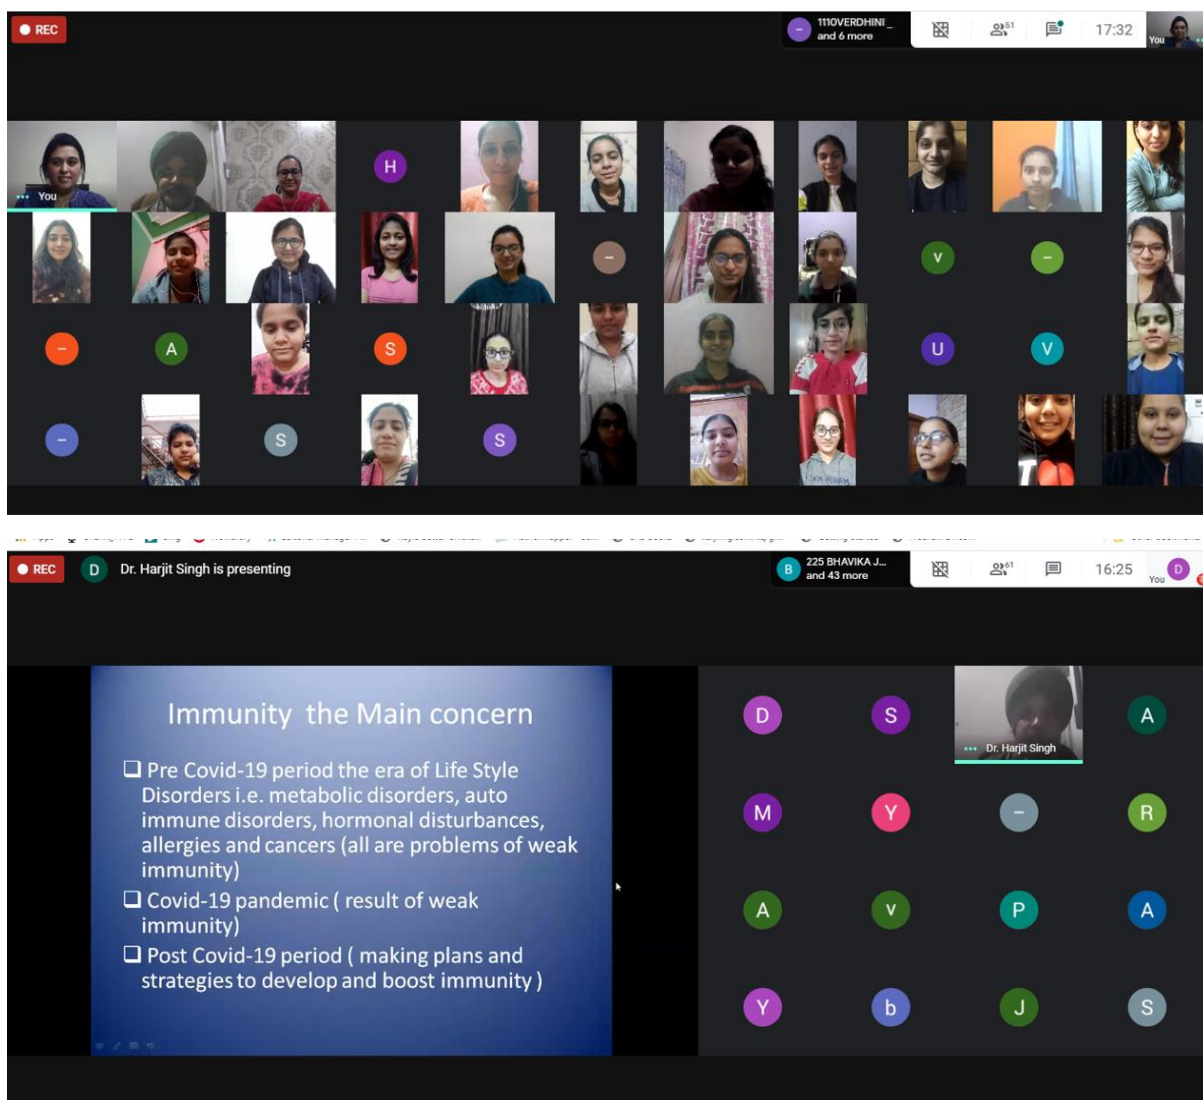 REC
1110VERDHINI _
and 6 more
51
17:32
You
You
H
-
v
-
-
A
S
U
V
-
S
S
REC
D
Dr. Harjit Singh is presenting
B
225 BHAVIKA J...
and 43 more
61
16:25
You
D
Immunity the Main concern
Pre Covid-19 period the era of Life Style
Disorders i.e. metabolic disorders, auto
immune disorders, hormonal disturbances,
allergies and cancers (all are problems of weak
immunity)
Covid-19 pandemic ( result of weak
immunity)
Post Covid-19 period ( making plans and
strategies to develop and boost immunity )
D
S
Dr. Harjit Singh
A
M
Y
-
R
A
v
P
A
Y
b
J
S